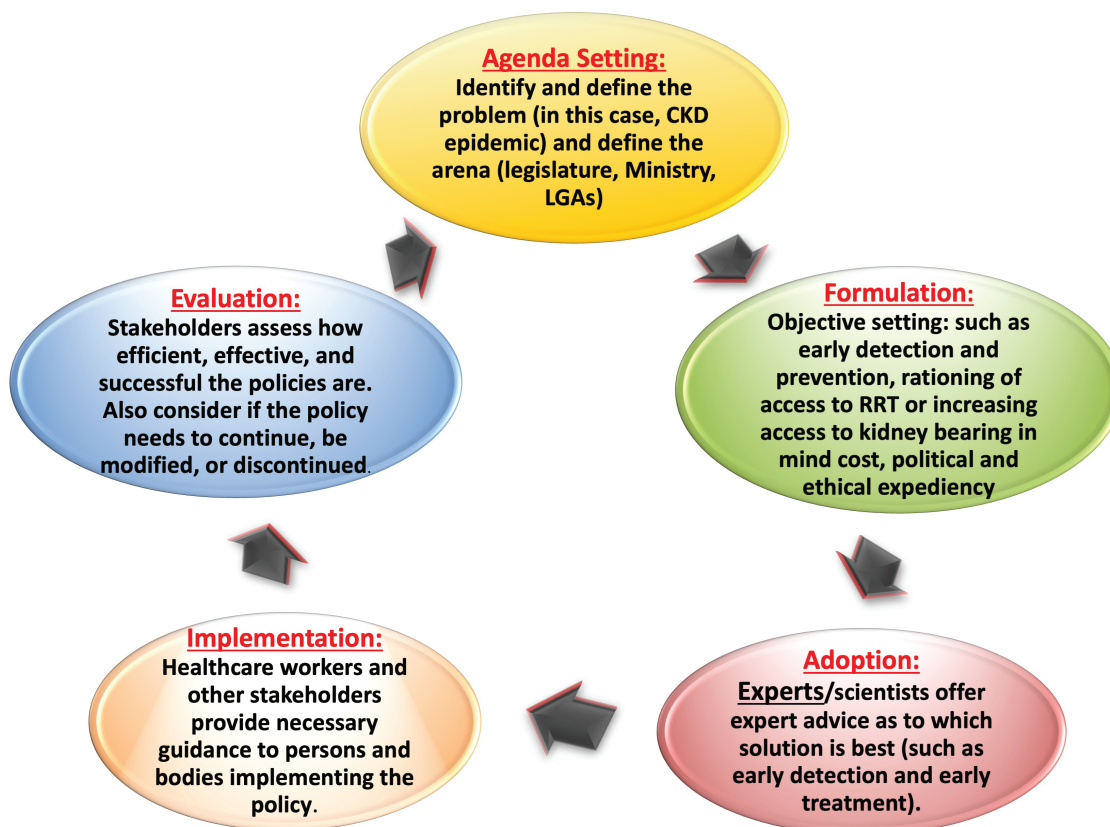 Agenda Setting:
Identify and define the
problem (in this case, CKD
epidemic) and define the
arena (legislature, Ministry,
LGAs)
Formulation:
Objective setting: such as
early detection and
prevention, rationing of
access to RRT or increasing
access to kidney bearing in
mind cost, political and
ethical expediency
Adoption:
Experts/scientists offer
expert advice as to which
solution is best (such as
early detection and early
treatment).
Implementation:
Healthcare workers and
other stakeholders
provide necessary
guidance to persons and
bodies implementing the
policy.
Evaluation:
Stakeholders assess how
efficient, effective, and
successful the policies are.
Also consider if the policy
needs to continue, be
modified, or discontinued.